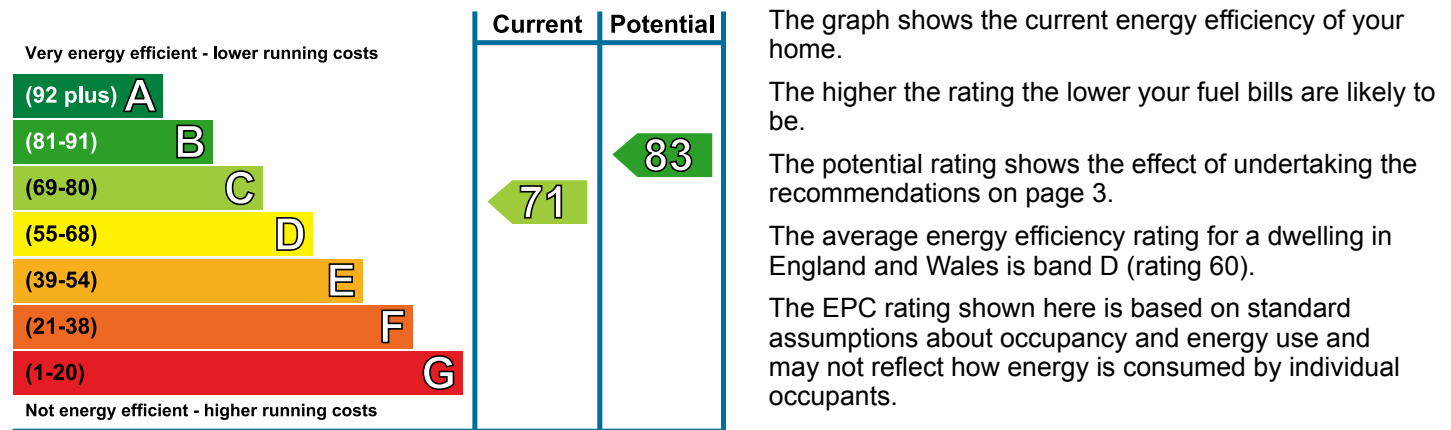 Current Potential
Very energy efficient - lower running costs
(92 plus) A
(81-91) B
83
(69-80) C
71
(55-68) D
(39-54) E
(21-38) F
(1-20) G
Not energy efficient - higher running costs
The graph shows the current energy efficiency of your
home.
The higher the rating the lower your fuel bills are likely to
be.
The potential rating shows the effect of undertaking the
recommendations on page 3.
The average energy efficiency rating for a dwelling in
England and Wales is band D (rating 60).
The EPC rating shown here is based on standard
assumptions about occupancy and energy use and
may not reflect how energy is consumed by individual
occupants.